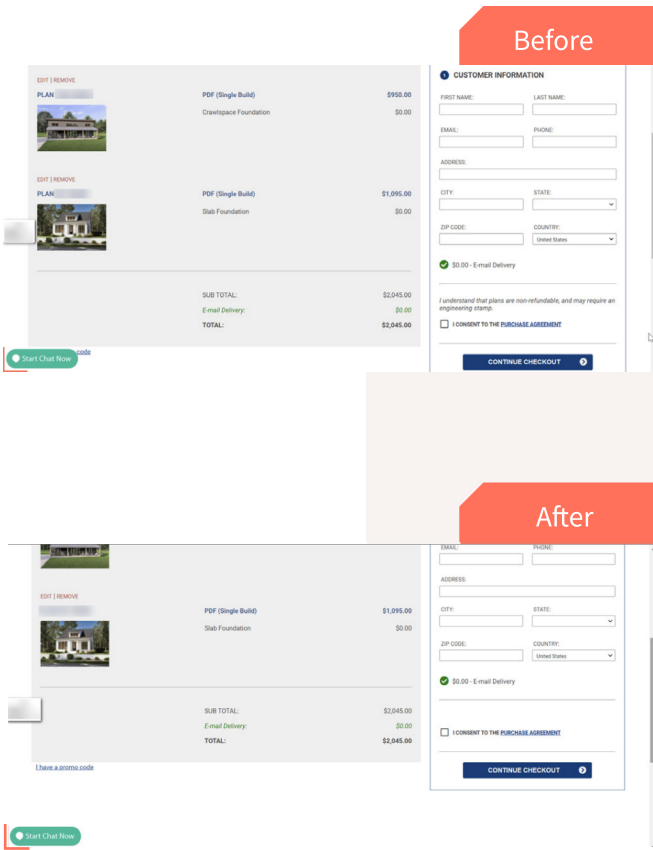 Before
EDIT | REMOVE
PLAN
PDF (Single Build)
$950.00
Crawlspace Foundation
$0.00
EDIT | REMOVE
PLAN
PDF (Single Build)
$1,095.00
Slab Foundation
$0.00
SUB TOTAL:
$2,045.00
E-mail Delivery:
$0.00
TOTAL:
$2,045.00
code
Start Chat Now
1 CUSTOMER INFORMATION
FIRST NAME:
LAST NAME:
EMAIL:
PHONE:
ADDRESS:
CITY:
STATE:
ZIP CODE:
COUNTRY:
United States
$0.00 - E-mail Delivery
I understand that plans are non-refundable, and may require an
engineering stamp.
I CONSENT TO THE PURCHASE AGREEMENT
CONTINUE CHECKOUT
After
EDIT | REMOVE
PDF (Single Build)
$1,095.00
Slab Foundation
$0.00
SUB TOTAL:
$2,045.00
E-mail Delivery:
$0.00
TOTAL:
$2,045.00
I have a promo code
Start Chat Now
EMAIL:
PHONE:
ADDRESS:
CITY:
STATE:
ZIP CODE:
COUNTRY:
United States
$0.00 - E-mail Delivery
I CONSENT TO THE PURCHASE AGREEMENT
CONTINUE CHECKOUT